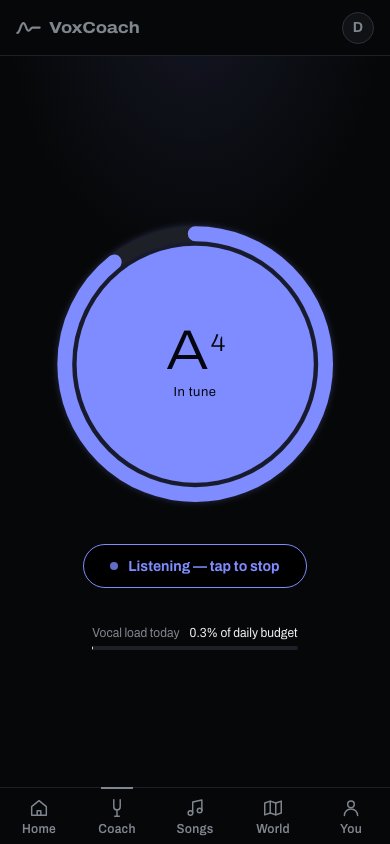 VoxCoach
D
A4
In tune
Listening — tap to stop
Vocal load today 0.3% of daily budget
Home Coach Songs World You